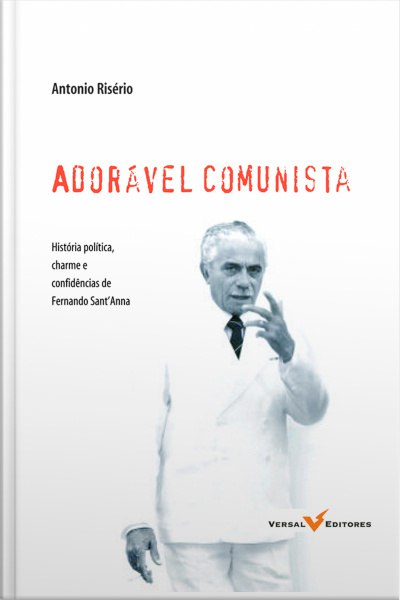 Antonio Risério
ADORÁVEL COMUNISTA
História política,
charme e
confidências de
Fernando Sant'Anna
VERSAL EDITORES